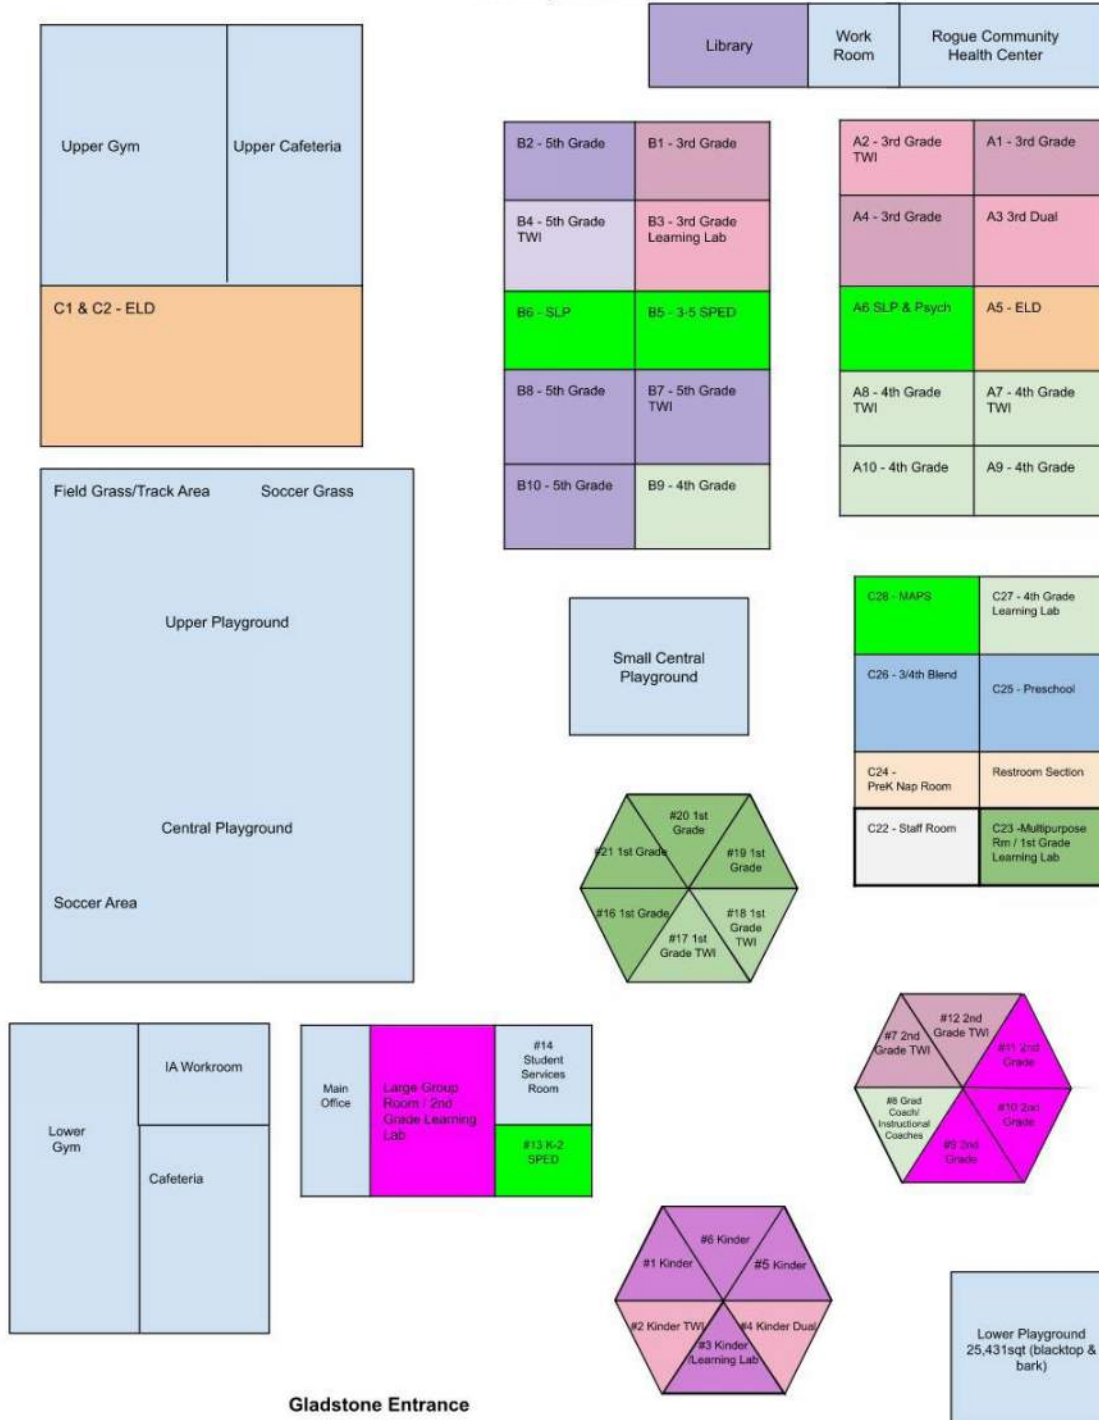 Library
Work
Room
Rogue Community
Health Center
Upper Gym
Upper Cafeteria
C1 & C2 - ELD
B2 - 5th Grade
B1 - 3rd Grade
B4 - 5th Grade
TWI
B3 - 3rd Grade
Learning Lab
B6 - SLP
B5 - 3-5 SPED
B8 - 5th Grade
B7 - 5th Grade
TWI
B10 - 5th Grade
B9 - 4th Grade
A2 - 3rd Grade
TWI
A1 - 3rd Grade
A4 - 3rd Grade
A3 3rd Dual
A6 SLP & Psych
A5 - ELD
A8 - 4th Grade
TWI
A7 - 4th Grade
TWI
A10 - 4th Grade
A9 - 4th Grade
Field Grass/Track Area
Soccer Grass
Upper Playground
Central Playground
Soccer Area
Small Central
Playground
C28 - MAPS
C27 - 4th Grade
Learning Lab
C26 - 3/4th Blend
C25 - Preschool
C24 -
PreK Nap Room
Restroom Section
C22 - Staff Room
C23 -Multipurpose
Rm / 1st Grade
Learning Lab
#20 1st
Grade
#21 1st Grade
#19 1st
Grade
#16 1st Grade
#17 1st
Grade TWI
#18 1st
Grade
TWI
#12 2nd
Grade TWI
#7 2nd
Grade TWI
#11 2nd
Grade
#8 Grad
Coach/
Instructional
Coaches
#10 2nd
Grade
#9 2nd
Grade
Lower
Gym
IA Workroom
Cafeteria
Main
Office
Large Group
Room / 2nd
Grade Learning
Lab
#14
Student
Services
Room
#13 K-2
SPED
#6 Kinder
#1 Kinder
#5 Kinder
#2 Kinder TWI
#4 Kinder Dual
#3 Kinder
/Learning Lab
Lower Playground
25,431sqt (blacktop &
bark)
Gladstone Entrance